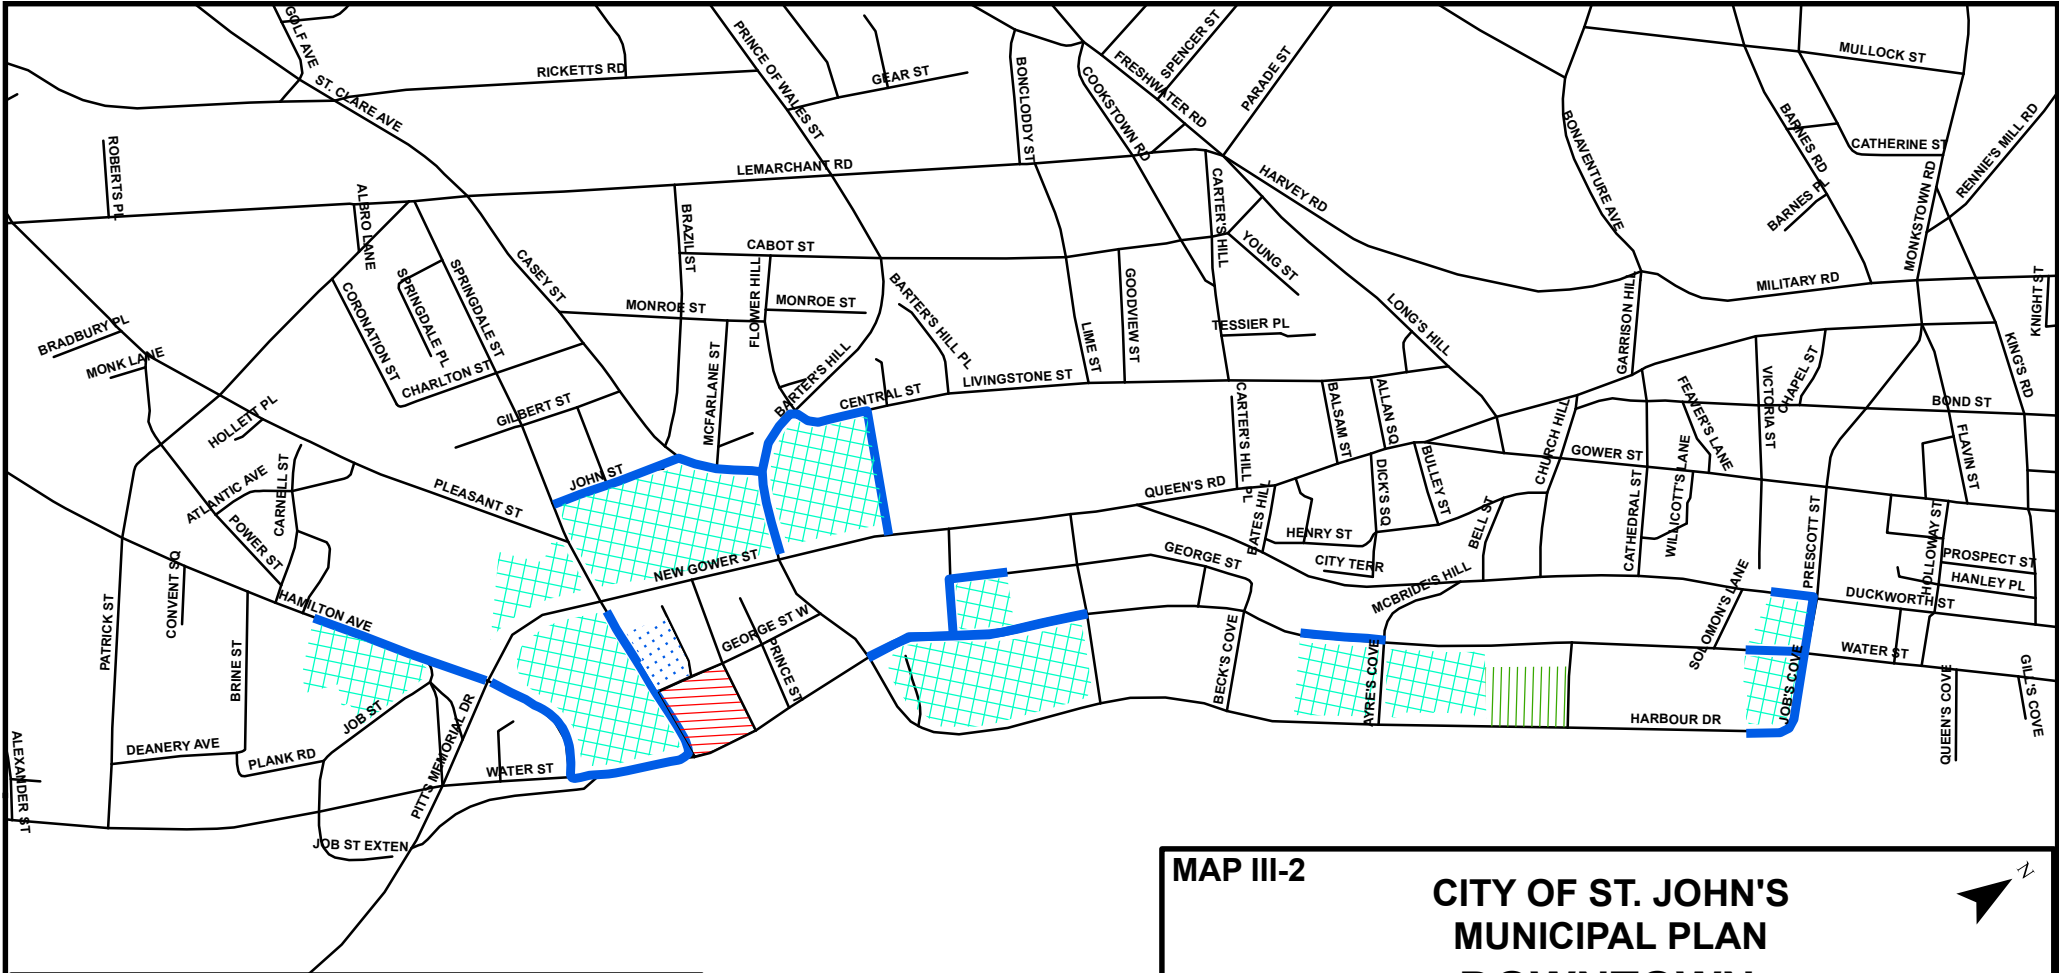 GOLF AVE
ST. CLARE AVE
RICKETTS RD
PRINCE OF WALES ST
GEAR ST
BONCLODDY ST
COOKSTOWN RD
FRESHWATER RD
SPENCER ST
PARADE ST
MULLOCK ST
BARNES RD
CATHERINE ST
RENNIE'S MILL RD
ROBERTS PL
LEMARCHANT RD
HARVEY RD
BONAVENTURE AVE
BARNES PL
MONKSTOWN RD
ALBRO LANE
BRAZIL ST
CABOT ST
CARTER'S HILL
YOUNG ST
MILITARY RD
KNIGHT ST
CASEY ST
SPRINGDALE ST
SPRINGDALE PL
CORONATION ST
MONROE ST
FLOWER HILL
MONROE ST
BARTER'S HILL PL
GOODVIEW ST
LIME ST
TESSIER PL
LONG'S HILL
GARRISON HILL
KING'S RD
BRADBURY PL
MONK LANE
CHARLTON ST
MCFARLANE ST
BARTER'S HILL
CENTRAL ST
LIVINGSTONE ST
BALSAM ST
ALLAN SQ
FEAVER'S LANE
VICTORIA ST
CHAPEL ST
BOND ST
HOLLETT PL
GILBERT ST
CARTER'S HILL PL
CHURCH HILL
GOWER ST
FLAVIN ST
ATLANTIC AVE
CARNELL ST
JOHN ST
PLEASANT ST
QUEEN'S RD
DICK'S SQ
BULLEY ST
CATHEDRAL ST
WILLICOTT'S LANE
POWER ST
BATES HILL
HENRY ST
BELL ST
PRESCOTT ST
HOLLOWAY ST
PROSPECT ST
CONVENT SQ
NEW GOWER ST
GEORGE ST
CITY TERR
MCBRIDE'S HILL
SOLOMON'S LANE
HANLEY PL
DUCKWORTH ST
PATRICK ST
HAMILTON AVE
GEORGE ST W
BRINE ST
PRINCE ST
BECK'S COVE
AYRE'S COVE
JOB'S COVE
WATER ST
QUEEN'S COVE
GILL'S COVE
JOB ST
DEANERY AVE
PLANK RD
PITTS MEMORIAL DR
WATER ST
HARBOUR DR
ALEXANDER ST
JOB ST EXTEN
MAP III-2
N
CITY OF ST. JOHN'S
MUNICIPAL PLAN
DOWNTOWN